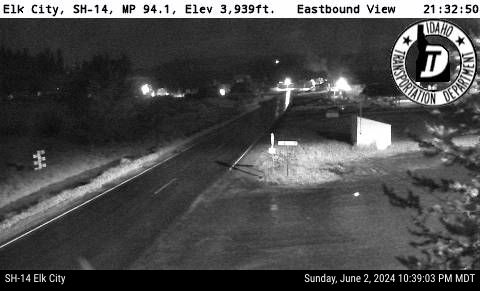 Elk City, SH-14, MP 94.1, Elev 3,939ft. Eastbound View 21:32:50
IDAHO
TRANSPORTATION DEPARTMENT
SH-14 Elk City Sunday, June 2, 2024 10:39:03 PM MDT